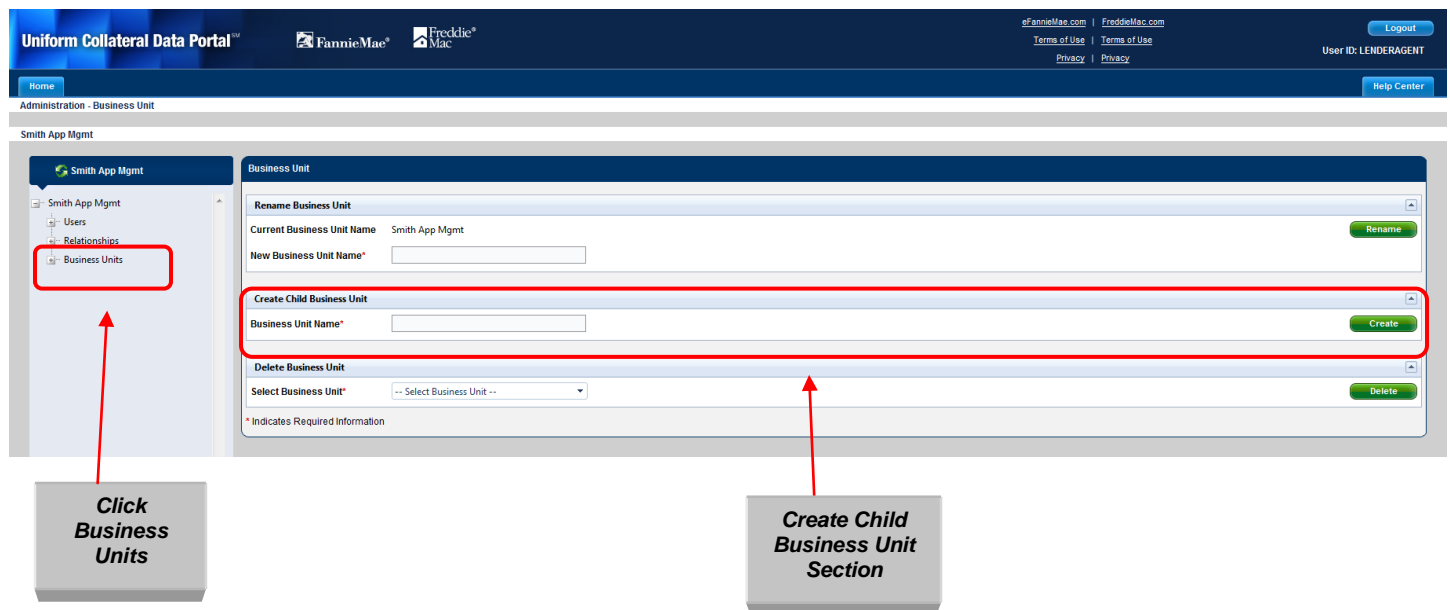 Uniform Collateral Data Portal℠
FannieMae®
Freddie®
Mac
eFannieMae.com | FreddieMac.com
Terms of Use | Terms of Use
Privacy | Privacy
Logout
User ID: LENDERAGENT
Home
Help Center
Administration - Business Unit
Smith App Mgmt
Smith App Mgmt
Smith App Mgmt
Users
Relationships
Business Units
Business Unit
Rename Business Unit
Current Business Unit Name Smith App Mgmt
Rename
New Business Unit Name*
Create Child Business Unit
Business Unit Name*
Create
Delete Business Unit
Select Business Unit* -- Select Business Unit --
Delete
* Indicates Required Information
Click
Business
Units
Create Child
Business Unit
Section